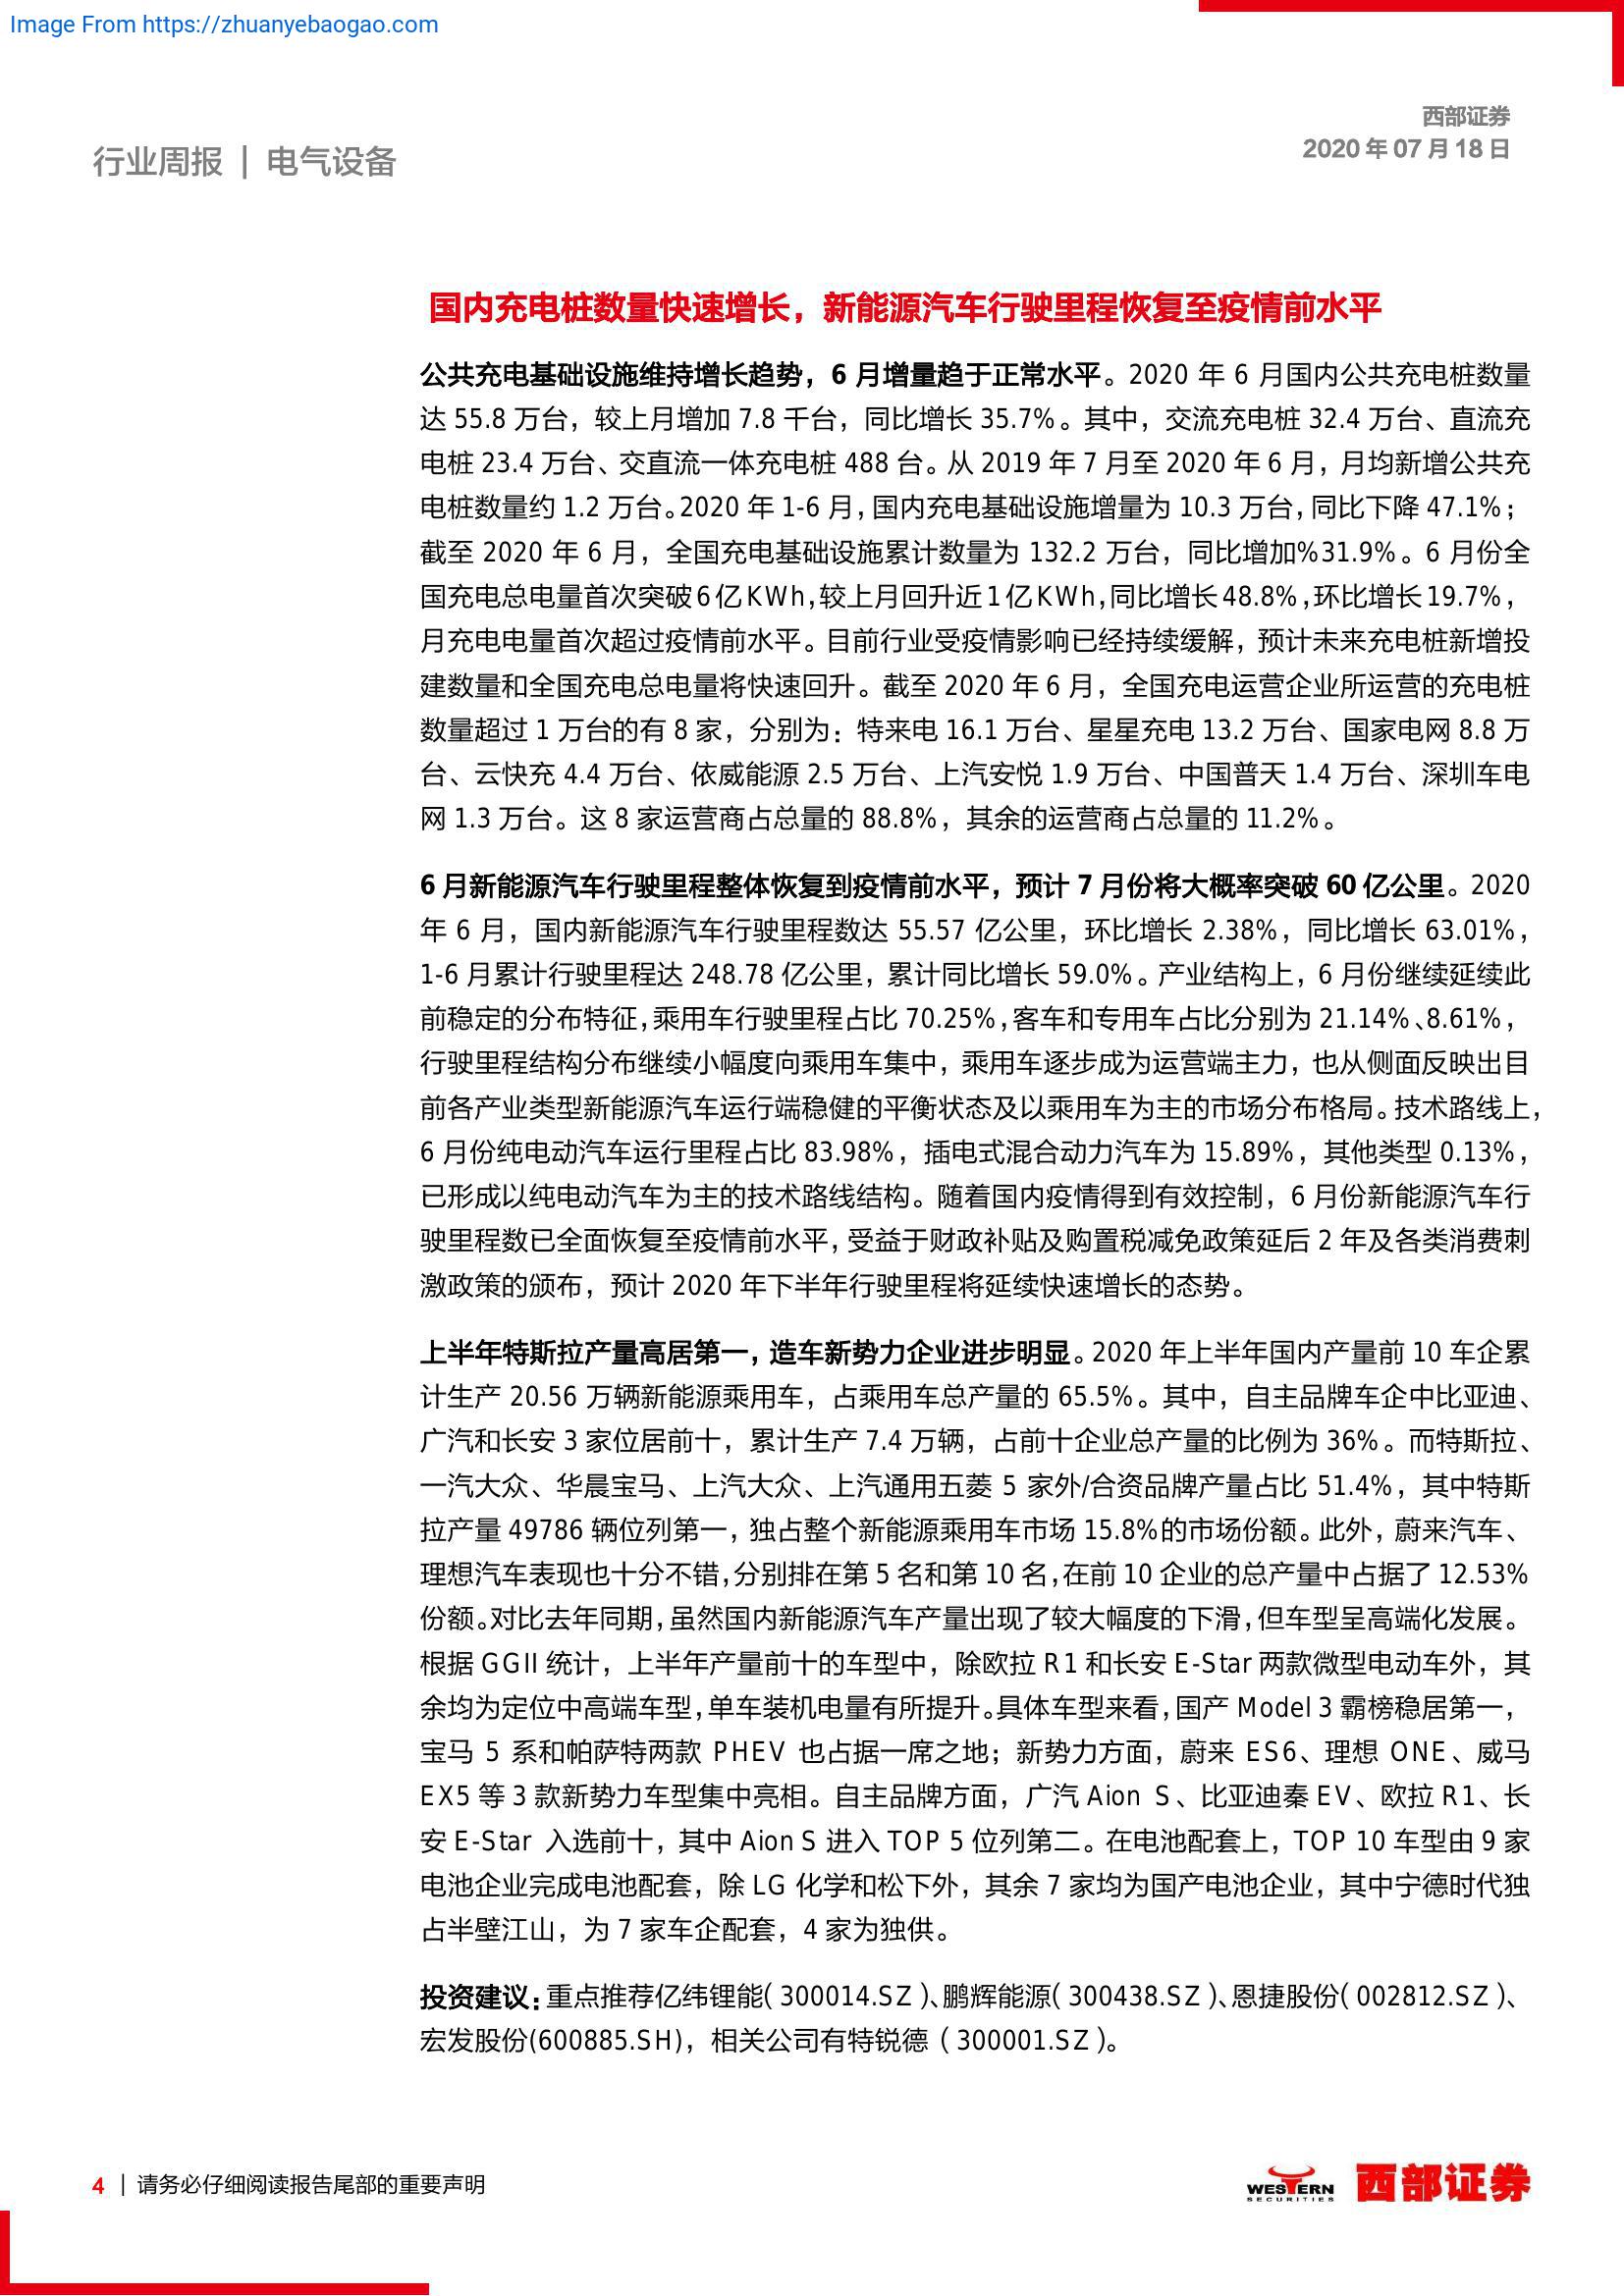 Image From https://zhuanyebaogao.com
西部证券
2020 年 07 月 18 日
行业周报 | 电气设备
国内充电桩数量快速增长，新能源汽车行驶里程恢复至疫情前水平
公共充电基础设施维持增长趋势，6 月增量趋于正常水平。2020 年 6 月国内公共充电桩数量
达 55.8 万台，较上月增加 7.8 千台，同比增长 35.7%。其中，交流充电桩 32.4 万台、直流充
电桩 23.4 万台、交直流一体充电桩 488 台。从 2019 年 7 月至 2020 年 6 月，月均新增公共充
电桩数量约 1.2 万台。2020 年 1-6 月，国内充电基础设施增量为 10.3 万台，同比下降 47.1%；
截至 2020 年 6 月，全国充电基础设施累计数量为 132.2 万台，同比增加%31.9%。6 月份全
国充电总电量首次突破 6 亿 KWh，较上月回升近 1 亿 KWh，同比增长 48.8%，环比增长 19.7%，
月充电电量首次超过疫情前水平。目前行业受疫情影响已经持续缓解，预计未来充电桩新增投
建数量和全国充电总电量将快速回升。截至 2020 年 6 月，全国充电运营企业所运营的充电桩
数量超过 1 万台的有 8 家，分别为：特来电 16.1 万台、星星充电 13.2 万台、国家电网 8.8 万
台、云快充 4.4 万台、依威能源 2.5 万台、上汽安悦 1.9 万台、中国普天 1.4 万台、深圳车电
网 1.3 万台。这 8 家运营商占总量的 88.8%，其余的运营商占总量的 11.2%。
6 月新能源汽车行驶里程整体恢复到疫情前水平，预计 7 月份将大概率突破 60 亿公里。2020
年 6 月，国内新能源汽车行驶里程数达 55.57 亿公里，环比增长 2.38%，同比增长 63.01%，
1-6 月累计行驶里程达 248.78 亿公里，累计同比增长 59.0%。产业结构上，6 月份继续延续此
前稳定的分布特征，乘用车行驶里程占比 70.25%，客车和专用车占比分别为 21.14%、8.61%，
行驶里程结构分布继续小幅度向乘用车集中，乘用车逐步成为运营端主力，也从侧面反映出目
前各产业类型新能源汽车运行端稳健的平衡状态及以乘用车为主的市场分布格局。技术路线上，
6 月份纯电动汽车运行里程占比 83.98%，插电式混合动力汽车为 15.89%，其他类型 0.13%，
已形成以纯电动汽车为主的技术路线结构。随着国内疫情得到有效控制，6 月份新能源汽车行
驶里程数已全面恢复至疫情前水平，受益于财政补贴及购置税减免政策延后 2 年及各类消费刺
激政策的颁布，预计 2020 年下半年行驶里程将延续快速增长的态势。
上半年特斯拉产量高居第一，造车新势力企业进步明显。2020 年上半年国内产量前 10 车企累
计生产 20.56 万辆新能源乘用车，占乘用车总产量的 65.5%。其中，自主品牌车企中比亚迪、
广汽和长安 3 家位居前十，累计生产 7.4 万辆，占前十企业总产量的比例为 36%。而特斯拉、
一汽大众、华晨宝马、上汽大众、上汽通用五菱 5 家外/合资品牌产量占比 51.4%，其中特斯
拉产量 49786 辆位列第一，独占整个新能源乘用车市场 15.8%的市场份额。此外，蔚来汽车、
理想汽车表现也十分不错，分别排在第 5 名和第 10 名，在前 10 企业的总产量中占据了 12.53%
份额。对比去年同期，虽然国内新能源汽车产量出现了较大幅度的下滑，但车型呈高端化发展。
根据 GGII 统计，上半年产量前十的车型中，除欧拉 R1 和长安 E-Star 两款微型电动车外，其
余均为定位中高端车型，单车装机电量有所提升。具体车型来看，国产 Model 3 霸榜稳居第一，
宝马 5 系和帕萨特两款 PHEV 也占据一席之地；新势力方面，蔚来 ES6、理想 ONE、威马
EX5 等 3 款新势力车型集中亮相。自主品牌方面，广汽 Aion S、比亚迪秦 EV、欧拉 R1、长
安 E-Star 入选前十，其中 Aion S 进入 TOP 5 位列第二。在电池配套上，TOP 10 车型由 9 家
电池企业完成电池配套，除 LG 化学和松下外，其余 7 家均为国产电池企业，其中宁德时代独
占半壁江山，为 7 家车企配套，4 家为独供。
投资建议：重点推荐亿纬锂能（300014.SZ）、鹏辉能源（300438.SZ）、恩捷股份（002812.SZ）、
宏发股份(600885.SH)，相关公司有特锐德（300001.SZ）。
4 | 请务必仔细阅读报告尾部的重要声明
WESTERN
SECURITIES
西部证券